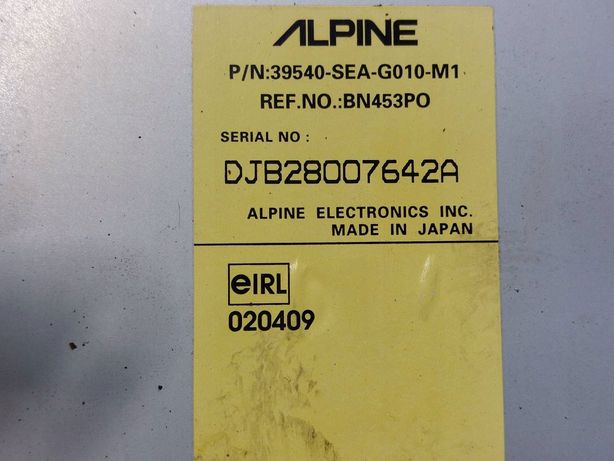 ALPINE
P/N:39540-SEA-G010-M1
REF.NO.:BN453PO
SERIAL NO :
DJB28007642A
ALPINE ELECTRONICS INC.
MADE IN JAPAN
eIRL
020409